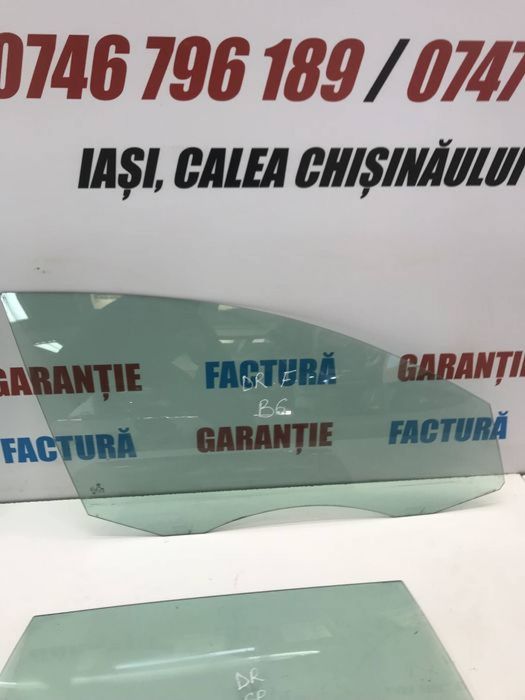 0746 796 189 / 0747
IAȘI, CALEA CHIȘINĂULUI
GARANȚIE FACTURĂ GARANȚIE
DR F
B6
FACTURĂ GARANȚIE FACTURĂ
DR